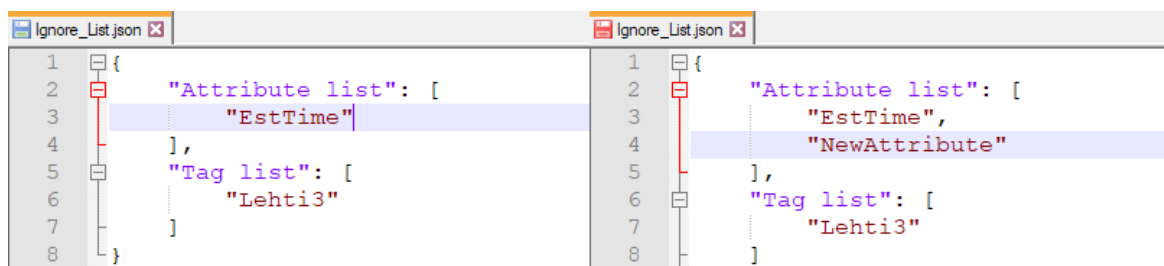 Ignore_List.json
1 {
2 "Attribute list": [
3 "EstTime"
4 ],
5 "Tag list": [
6 "Lehti3"
7 ]
8 }
Ignore_List.json
1 {
2 "Attribute list": [
3 "EstTime",
4 "NewAttribute"
5 ],
6 "Tag list": [
7 "Lehti3"
8 ]